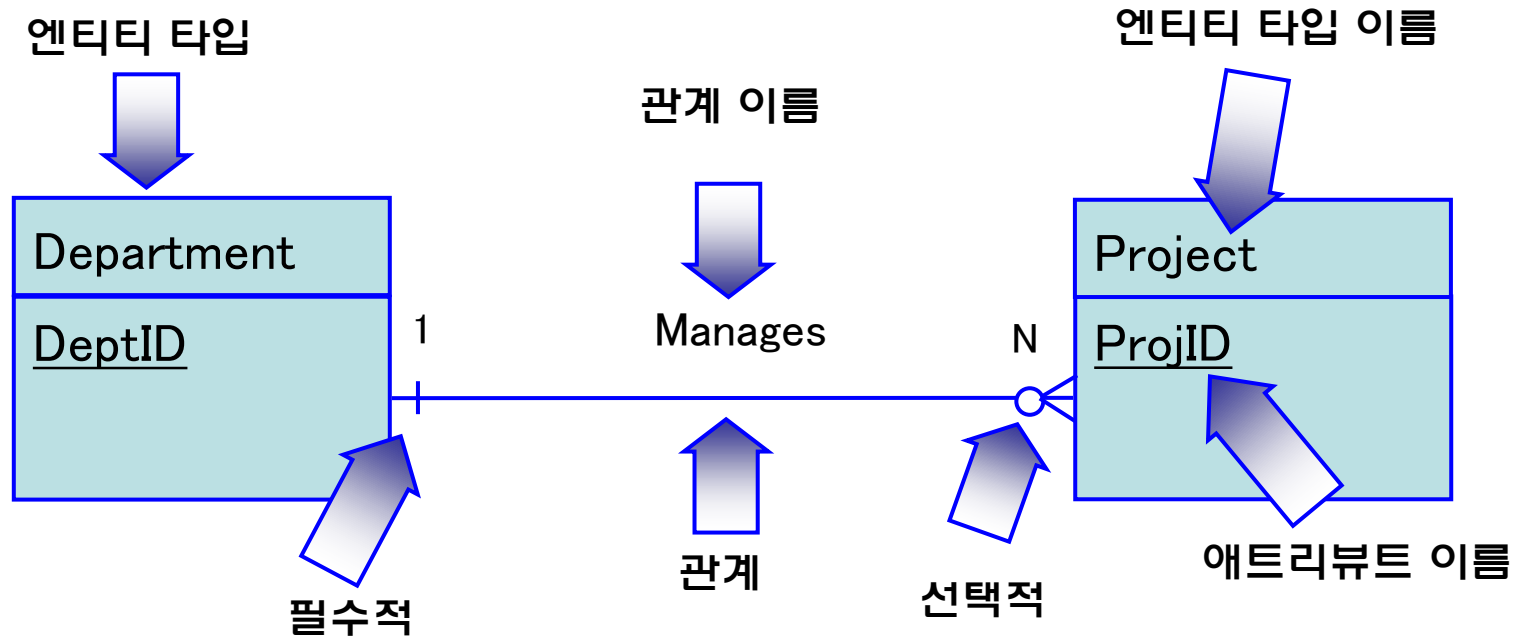 엔티티 타입
엔티티 타입 이름
관계 이름
Department
Project
DeptID
1
Manages
N
ProjID
관계
선택적
애트리뷰트 이름
필수적